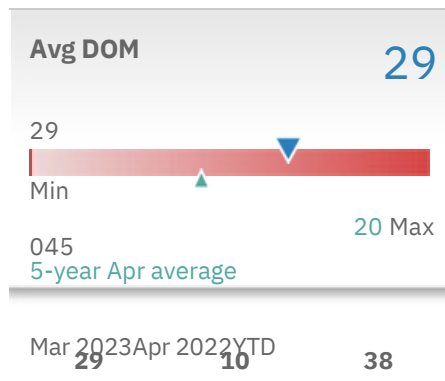 Avg DOM
29
29
Min
20 Max
045
5-year Apr average
Mar 2023Apr 2022YTD
29 10 38